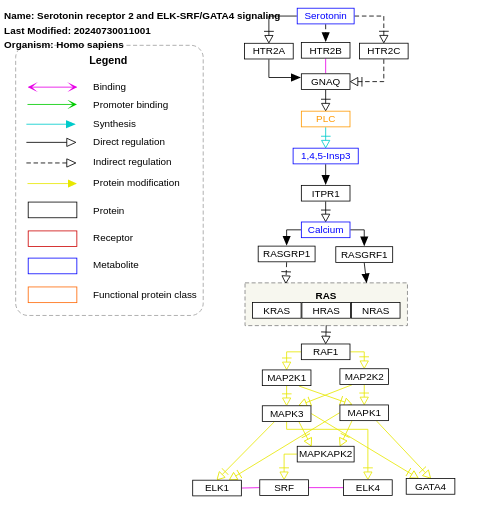 Name: Serotonin receptor 2 and ELK-SRF/GATA4 signaling
Last Modified: 20240730011001
Organism: Homo sapiens
Legend
Binding
Promoter binding
Synthesis
Direct regulation
Indirect regulation
Protein modification
Protein
Receptor
Metabolite
Functional protein class
Serotonin
HTR2A
HTR2B
HTR2C
GNAQ
PLC
1,4,5-Insp3
ITPR1
Calcium
RASGRP1
RASGRF1
RAS
KRAS
HRAS
NRAS
RAF1
MAP2K1
MAP2K2
MAPK3
MAPK1
MAPKAPK2
ELK1
SRF
ELK4
GATA4